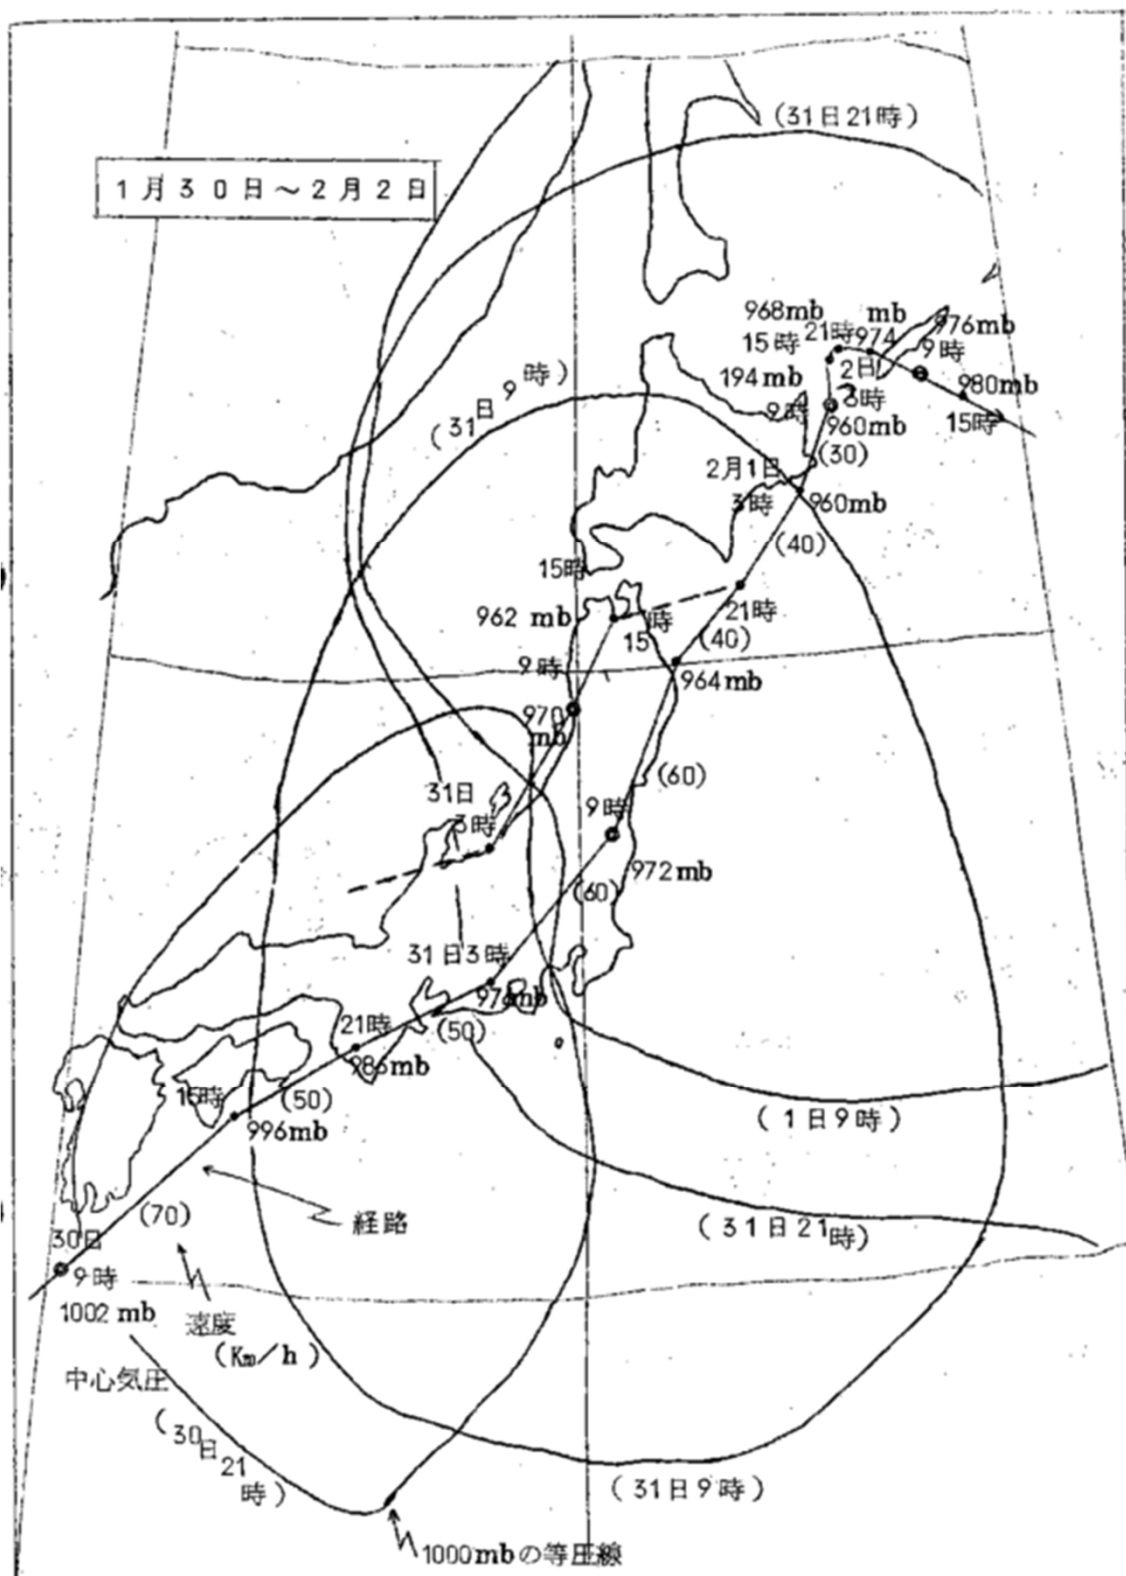 (31日21時)
1月30日～2月2日
968mb
mb
976mb
15時
21時
974
9時
2日
194mb
3時
980mb
9時
960mb
15時
(31日9時)
(30)
2月1日
3時
960mb
(40)
15時
962 mb
時
21時
15
(40)
9時
964mb
970
mb
(60)
31日
3時
9時
972mb
(60)
31日3時
mb
21時
(50)
mb
15時
(50)
(1日9時)
996mb
(70)
経路
(31日21時)
30日
9時
1002 mb
速度
(Km/h)
中心気圧
(30日21時)
(31日9時)
1000mbの等圧線